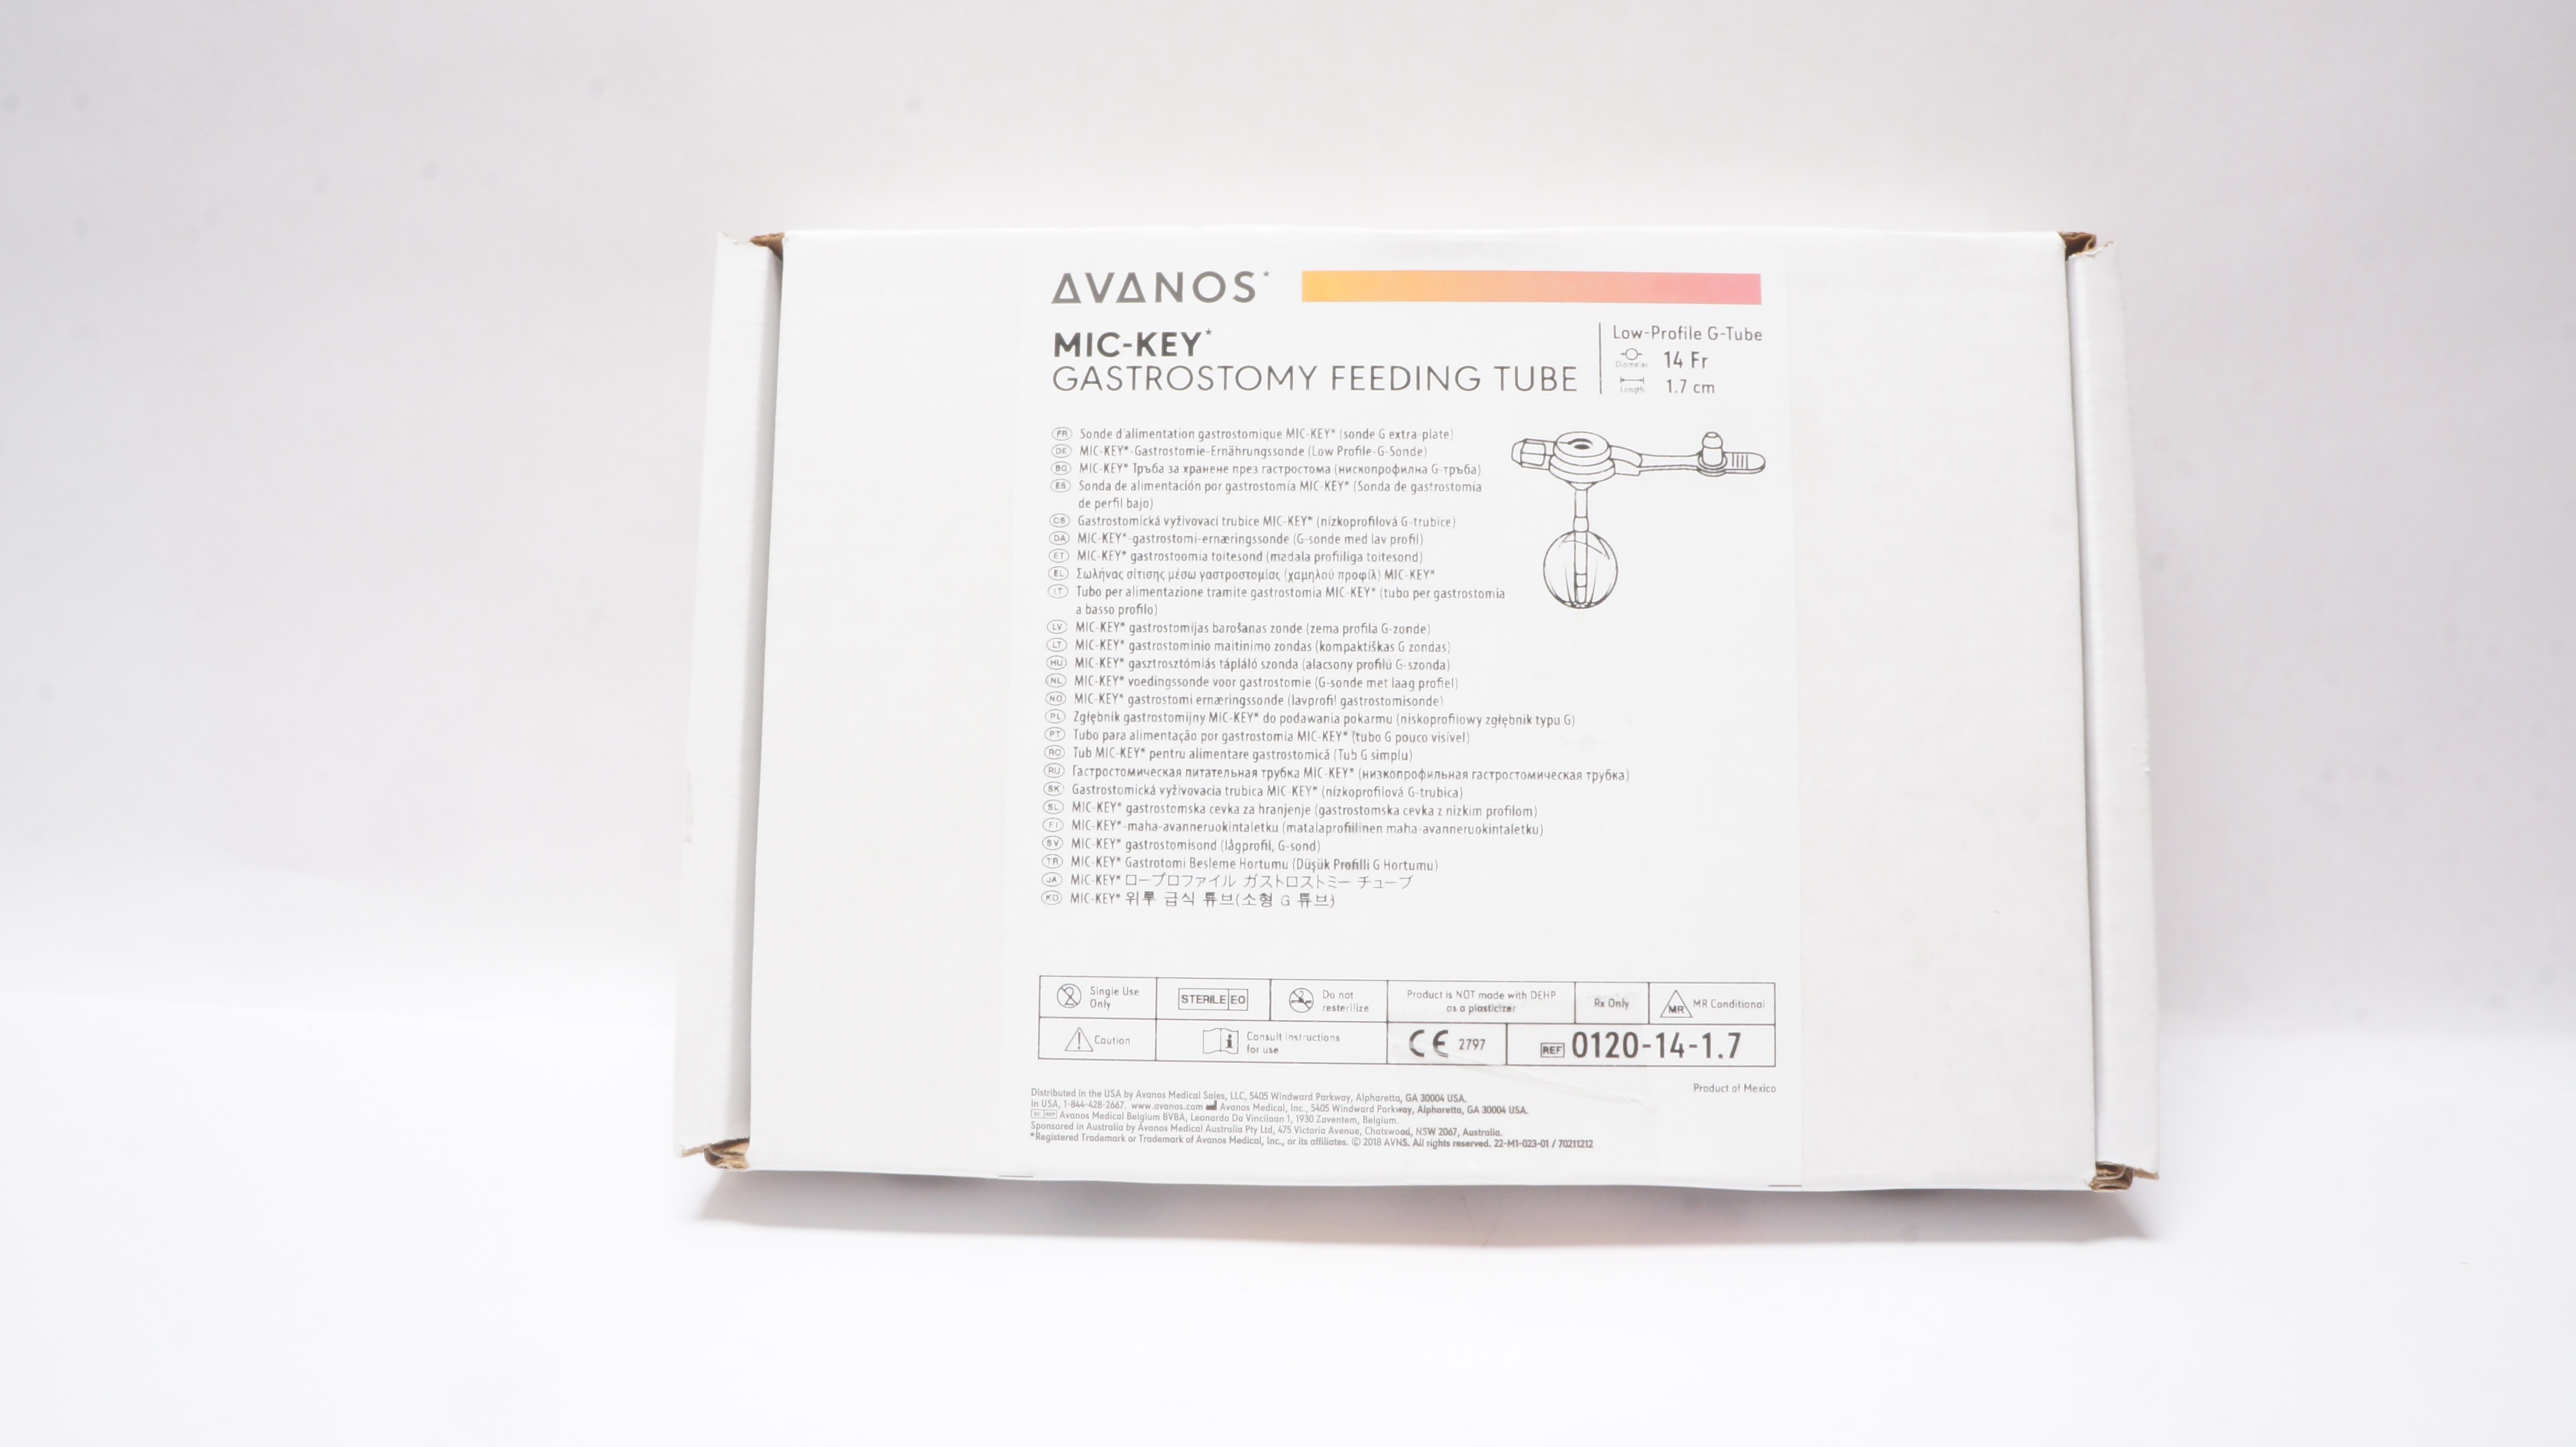 AVANOS*
MIC-KEY*
GASTROSTOMY FEEDING TUBE
Low-Profile G-Tube
Diameter 14 Fr
Length 1.7 cm
FR Sonde d'alimentation gastrostomique MIC-KEY* (sonde G extra-plate)
DE MIC-KEY*-Gastrostomie-Ernährungssonde (Low Profile-G-Sonde)
BG MIC-KEY* Тръба за хранене през гастростома (нископрофилна G-тръба)
ES Sonda de alimentación por gastrostomía MIC-KEY* (Sonda de gastrostomía
de perfil bajo)
CS Gastrostomická vyživovací trubice MIC-KEY* (nízkoprofilová G-trubice)
DA MIC-KEY*-gastrostomi-ernæringssonde (G-sonde med lav profil)
ET MIC-KEY* gastrostoomia toitesond (madala profiiliga toitesond)
EL Σωλήνας σίτισης μέσω γαστροστομίας (χαμηλού προφίλ) MIC-KEY*
IT Tubo per alimentazione tramite gastrostomia MIC-KEY* (tubo per gastrostomia
a basso profilo)
LV MIC-KEY* gastrostomijas barošanas zonde (zema profila G-zonde)
LT MIC-KEY* gastrostominio maitinimo zondas (kompaktiškas G zondas)
HU MIC-KEY* gasztrosztómiás tápláló szonda (alacsony profilú G-szonda)
NL MIC-KEY* voedingssonde voor gastrostomie (G-sonde met laag profiel)
NO MIC-KEY* gastrostomi ernæringssonde (lavprofil gastrostomisonde)
PL Zgłębnik gastrostomijny MIC-KEY* do podawania pokarmu (niskoprofilowy zgłębnik typu G)
PT Tubo para alimentação por gastrostomia MIC-KEY* (tubo G pouco visível)
RO Tub MIC-KEY* pentru alimentare gastrostomică (Tub G simplu)
RU Гастростомическая питательная трубка MIC-KEY* (низкопрофильная гастростомическая трубка)
SK Gastrostomická vyživovacia trubica MIC-KEY* (nízkoprofilová G-trubica)
SL MIC-KEY* gastrostomska cevka za hranjenje (gastrostomska cevka z nizkim profilom)
FI MIC-KEY*-maha-avanneruokintaletku (matalaprofiilinen maha-avanneruokintaletku)
SV MIC-KEY* gastrostomisond (lågprofil, G-sond)
TR MIC-KEY* Gastrotomi Besleme Hortumu (Düşük Profilli G Hortumu)
JA MIC-KEY* ロープロファイル ガストロストミー チューブ
KO MIC-KEY* 위루 급식 튜브(소형 G 튜브)
Single Use
Only
STERILE EO
Do not
resterilize
Product is NOT made with DEHP
as a plasticizer
Rx Only
MR MR Conditional
Caution
Consult instructions
for use
CE 2797
REF 0120-14-1.7
Product of Mexico
Distributed in the USA by Avanos Medical Sales, LLC, 5405 Windward Parkway, Alpharetta, GA 30004 USA.
In USA, 1-844-428-2667. www.avanos.com Avanos Medical, Inc., 5405 Windward Parkway, Alpharetta, GA 30004 USA.
EC REP Avanos Medical Belgium BVBA, Leonardo Da Vincilaan 1, 1930 Zaventem, Belgium.
Sponsored in Australia by Avanos Medical Australia Pty Ltd, 475 Victoria Avenue, Chatswood, NSW 2067, Australia.
*Registered Trademark or Trademark of Avanos Medical, Inc., or its affiliates. © 2018 AVNS. All rights reserved. 22-M1-023-01 / 70211212